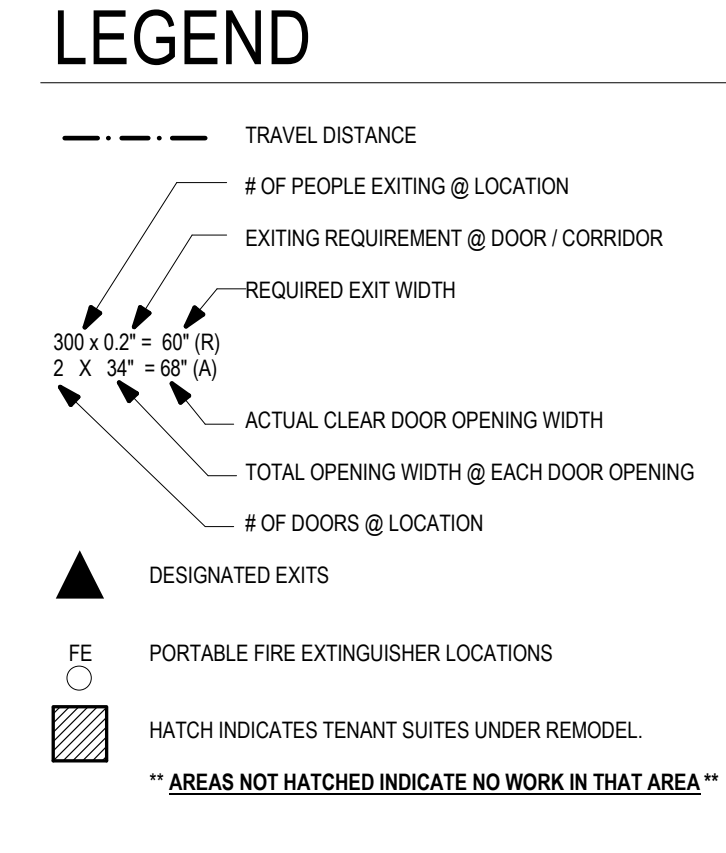 LEGEND
TRAVEL DISTANCE
# OF PEOPLE EXITING @ LOCATION
EXITING REQUIREMENT @ DOOR / CORRIDOR
REQUIRED EXIT WIDTH
300 x 0.2" = 60" (R)
2 X 34" = 68" (A)
ACTUAL CLEAR DOOR OPENING WIDTH
TOTAL OPENING WIDTH @ EACH DOOR OPENING
# OF DOORS @ LOCATION
DESIGNATED EXITS
FE
PORTABLE FIRE EXTINGUISHER LOCATIONS
HATCH INDICATES TENANT SUITES UNDER REMODEL.
** AREAS NOT HATCHED INDICATE NO WORK IN THAT AREA **